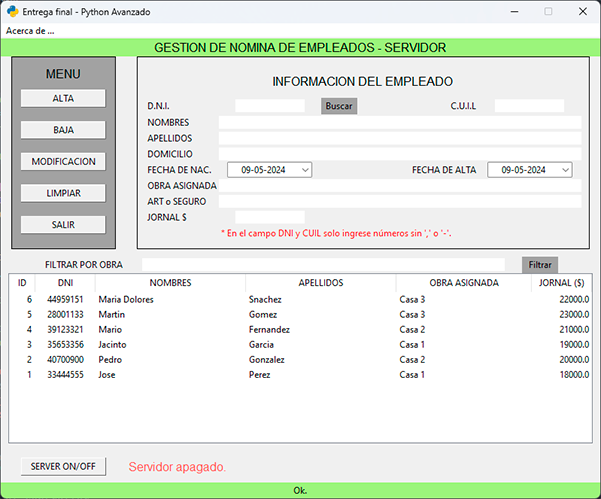 Entrega final - Python Avanzado
Acerca de ...
GESTION DE NOMINA DE EMPLEADOS - SERVIDOR
MENU
ALTA
BAJA
MODIFICACION
LIMPIAR
SALIR
INFORMACION DEL EMPLEADO
D.N.I. Buscar C.U.I.L
NOMBRES
APELLIDOS
DOMICILIO
FECHA DE NAC. 09-05-2024 FECHA DE ALTA 09-05-2024
OBRA ASIGNADA
ART o SEGURO
JORNAL $
* En el campo DNI y CUIL solo ingrese números sin ',' o '-'.
FILTRAR POR OBRA Filtrar
ID DNI NOMBRES APELLIDOS OBRA ASIGNADA JORNAL ($)
6 44959151 Maria Dolores Snachez Casa 3 22000.0
5 28001133 Martin Gomez Casa 3 23000.0
4 39123321 Mario Fernandez Casa 2 21000.0
3 35653356 Jacinto Garcia Casa 1 19000.0
2 40700900 Pedro Gonzalez Casa 2 20000.0
1 33444555 Jose Perez Casa 1 18000.0
SERVER ON/OFF Servidor apagado.
Ok.